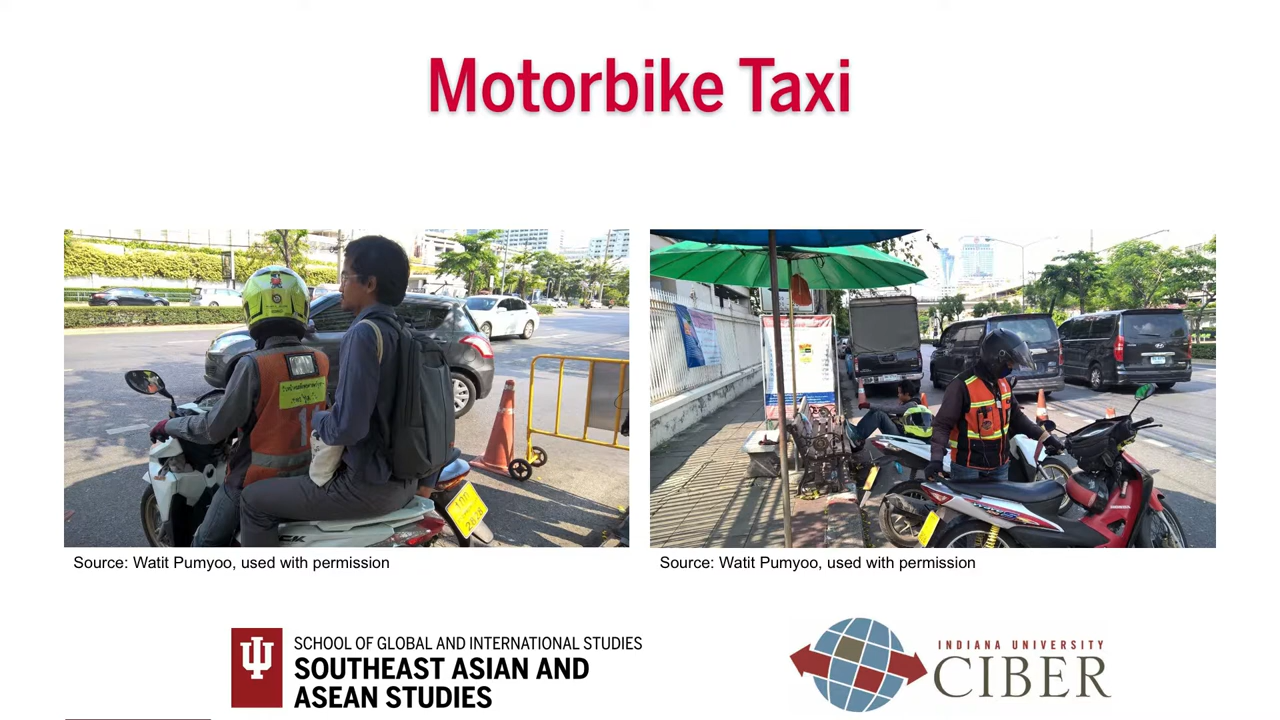 Motorbike Taxi
Source: Watit Pumyoo, used with permission
Source: Watit Pumyoo, used with permission
SCHOOL OF GLOBAL AND INTERNATIONAL STUDIES
SOUTHEAST ASIAN AND
ASEAN STUDIES
INDIANA UNIVERSITY
CIBER